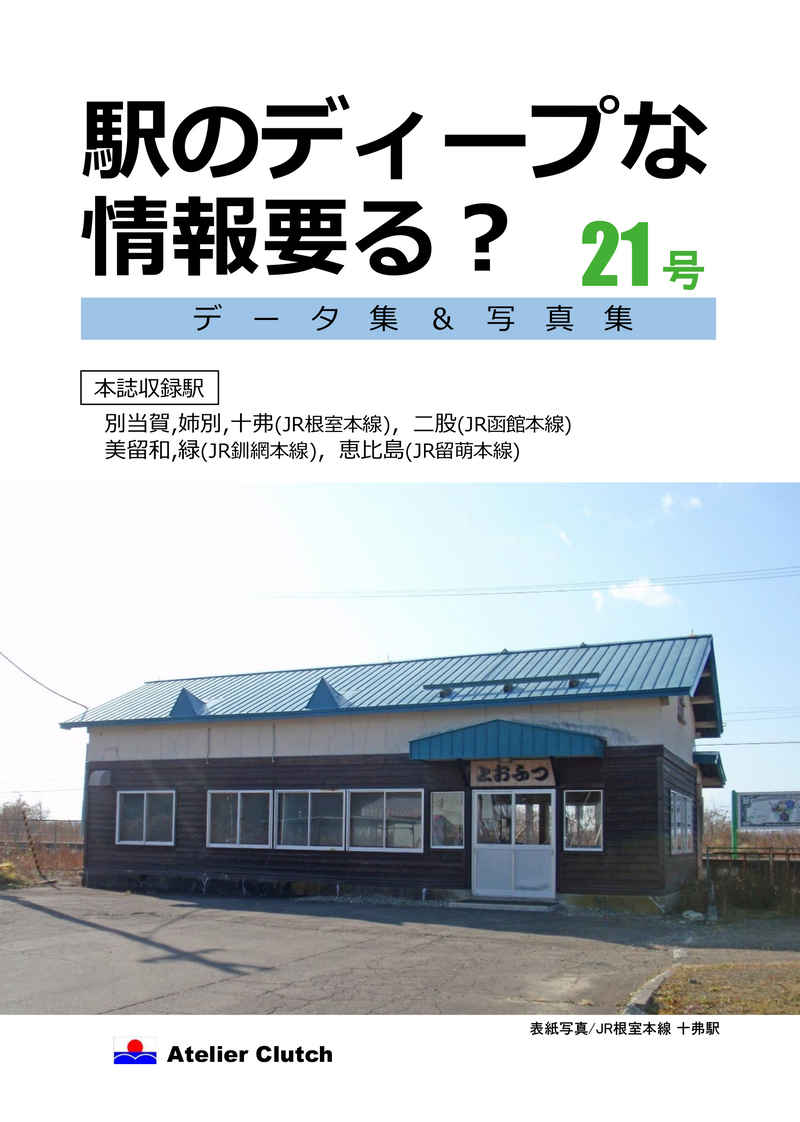 駅のディープな
情報要る？
21号
データ集&写真集
本誌収録駅
別当賀,姉別,十弗(JR根室本線)，二股(JR函館本線)
美留和,緑(JR釧網本線)，恵比島(JR留萌本線)
とおふつ
表紙写真/JR根室本線 十弗駅
Atelier Clutch